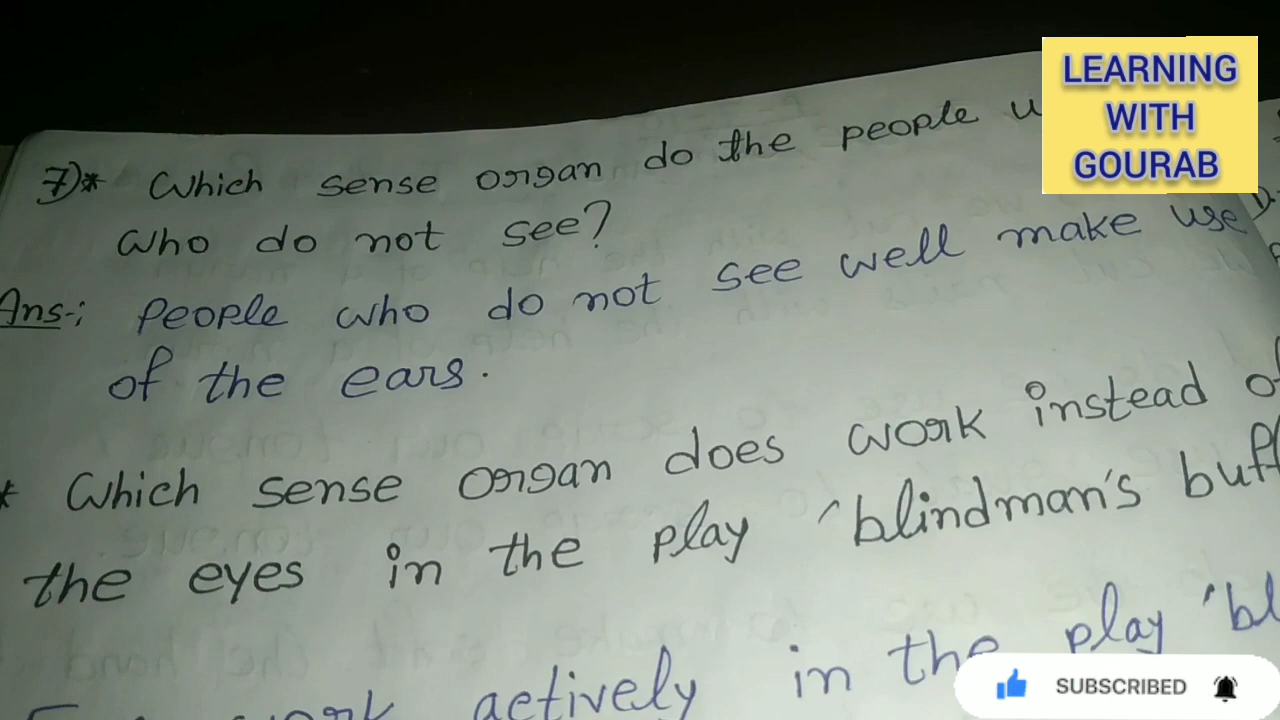 LEARNING
WITH
GOURAB
7)* Which sense organ do the people
who do not see?
Ans-: People who do not see well make use
of the ears.
* Which sense organ does work instead
the eyes in the play 'blindman's buff
work actively in the play
SUBSCRIBED